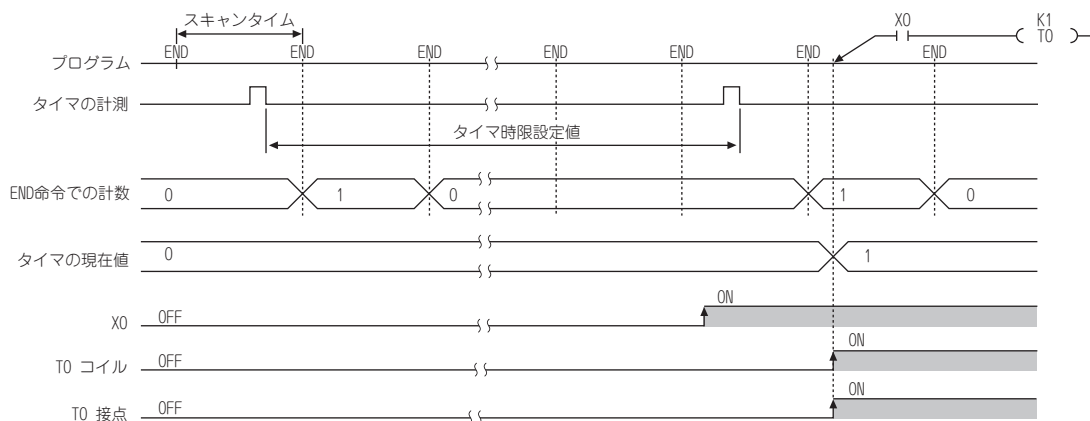 スキャンタイム
X0
K1
T0
END END END END END END
プログラム
タイマの計測
タイマ時限設定値
END命令での計数
0 1 0 1 0
タイマの現在値
0 1
X0 OFF ON
T0 コイル OFF ON
T0 接点 OFF ON